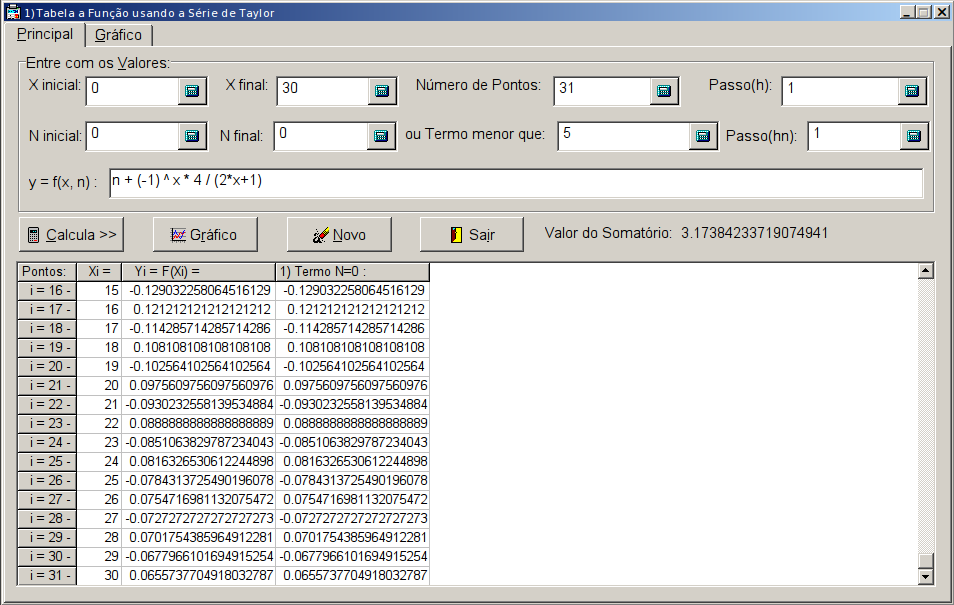 1)Tabela a Função usando a Série de Taylor
Principal Gráfico
Entre com os Valores:
X inicial: 0 X final: 30 Número de Pontos: 31 Passo(h): 1
N inicial: 0 N final: 0 ou Termo menor que: 5 Passo(hn): 1
y = f(x, n) : n + (-1) ^ x * 4 / (2*x+1)
Calcula >> Gráfico Novo Sair Valor do Somatório: 3.17384233719074941
Pontos: Xi = Yi = F(Xi) = 1) Termo N=0 :
i = 16 - 15 -0.129032258064516129 -0.129032258064516129
i = 17 - 16 0.121212121212121212 0.121212121212121212
i = 18 - 17 -0.114285714285714286 -0.114285714285714286
i = 19 - 18 0.108108108108108108 0.108108108108108108
i = 20 - 19 -0.102564102564102564 -0.102564102564102564
i = 21 - 20 0.0975609756097560976 0.0975609756097560976
i = 22 - 21 -0.0930232558139534884 -0.0930232558139534884
i = 23 - 22 0.0888888888888888889 0.0888888888888888889
i = 24 - 23 -0.0851063829787234043 -0.0851063829787234043
i = 25 - 24 0.0816326530612244898 0.0816326530612244898
i = 26 - 25 -0.0784313725490196078 -0.0784313725490196078
i = 27 - 26 0.0754716981132075472 0.0754716981132075472
i = 28 - 27 -0.0727272727272727273 -0.0727272727272727273
i = 29 - 28 0.0701754385964912281 0.0701754385964912281
i = 30 - 29 -0.0677966101694915254 -0.0677966101694915254
i = 31 - 30 0.0655737704918032787 0.0655737704918032787